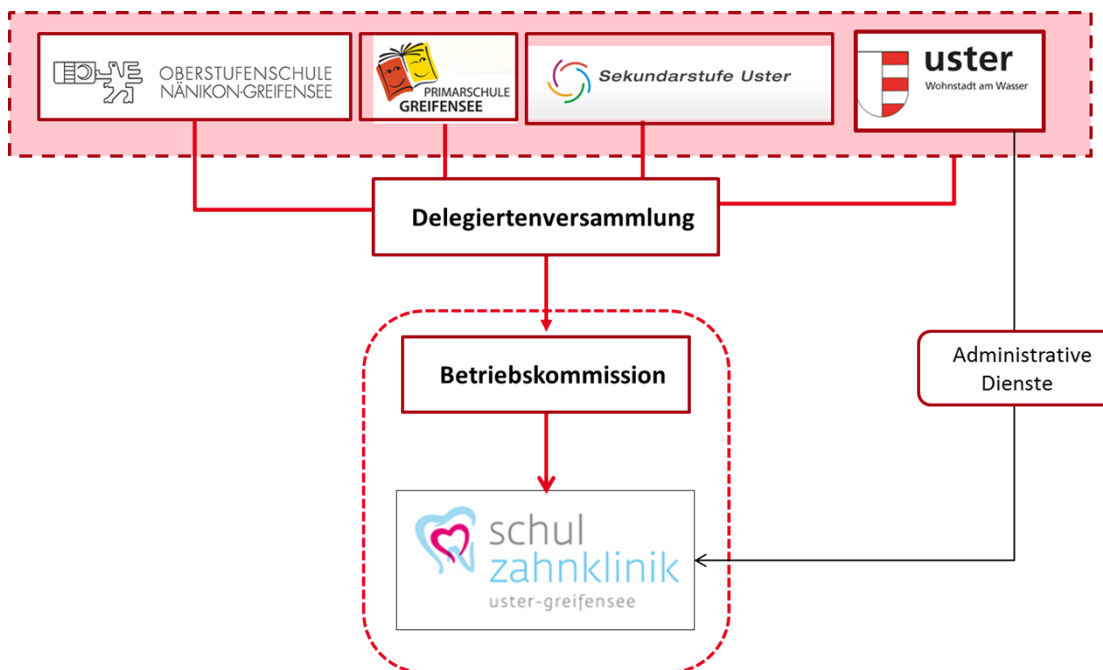 OBERSTUFENSCHULE
NÄNIKON-GREIFENSEE
PRIMARSCHULE
GREIFENSEE
Sekundarstufe Uster
uster
Wohnstadt am Wasser
Delegiertenversammlung
Betriebskommission
Administrative
Dienste
schul
zahnklinik
uster-greifensee